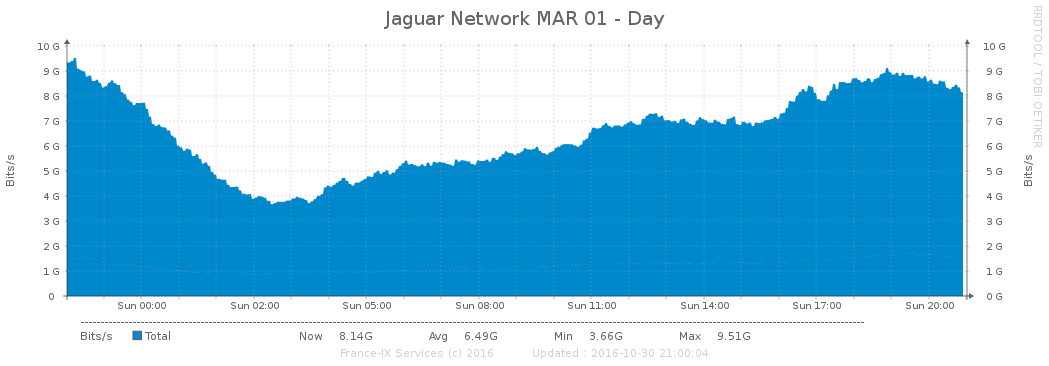 Jaguar Network MAR 01 - Day
RRDTOOL / TOBI OETIKER
10 G 10 G
9 G 9 G
8 G 8 G
7 G 7 G
6 G 6 G
5 G 5 G
4 G 4 G
3 G 3 G
2 G 2 G
1 G 1 G
0 0 G
Bits/s
Bits/s
Sun 00:00 Sun 02:00 Sun 05:00 Sun 08:00 Sun 11:00 Sun 14:00 Sun 17:00 Sun 20:00
Bits/s Total Now 8.14G Avg 6.49G Min 3.66G Max 9.51G
France-IX Services (c) 2016 Updated : 2016-10-30 21:00:04